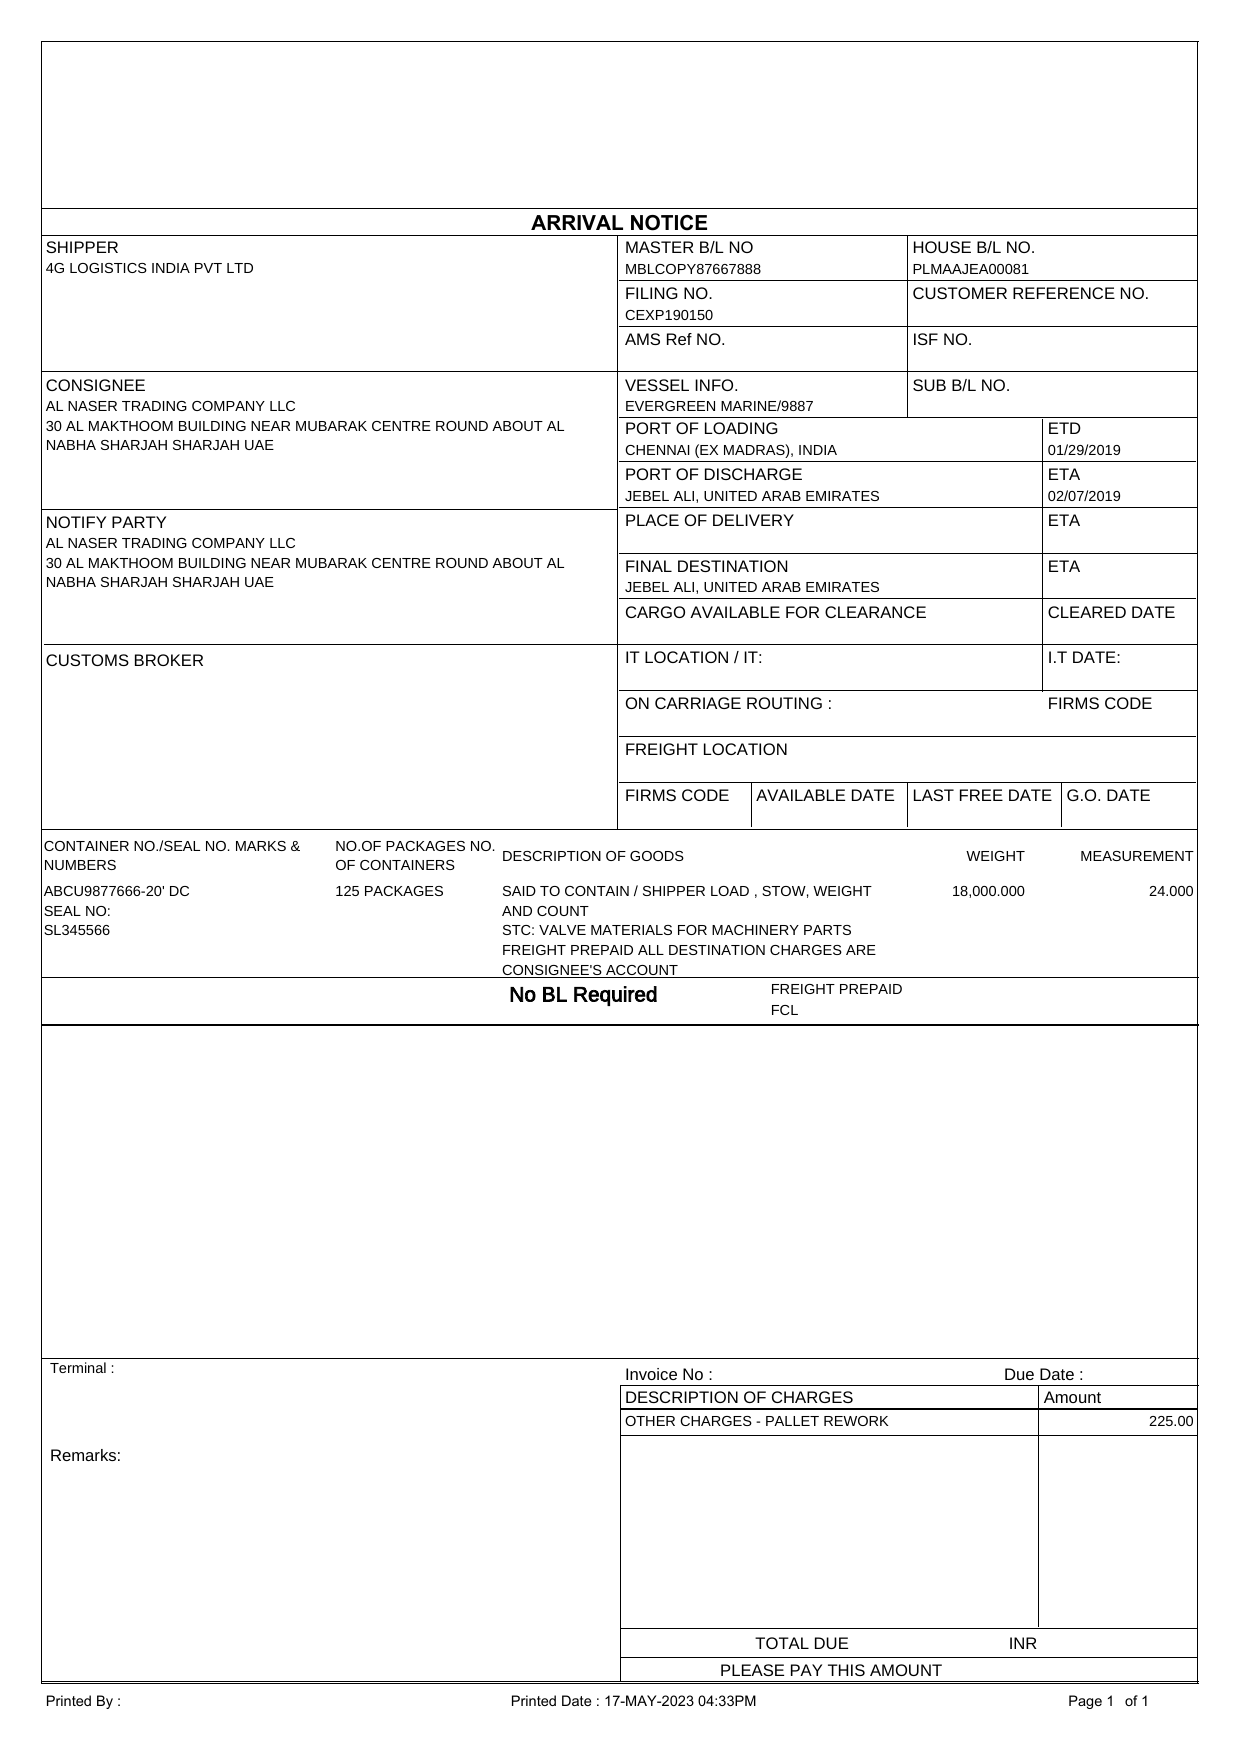 ARRIVAL NOTICE
SHIPPER
4G LOGISTICS INDIA PVT LTD
MASTER B/L NO
MBLCOPY87667888
HOUSE B/L NO.
PLMAAJEA00081
FILING NO.
CEXP190150
CUSTOMER REFERENCE NO.
AMS Ref NO.
ISF NO.
CONSIGNEE
AL NASER TRADING COMPANY LLC
30 AL MAKTHOOM BUILDING NEAR MUBARAK CENTRE ROUND ABOUT AL
NABHA SHARJAH SHARJAH UAE
VESSEL INFO.
EVERGREEN MARINE/9887
SUB B/L NO.
PORT OF LOADING
CHENNAI (EX MADRAS), INDIA
ETD
01/29/2019
PORT OF DISCHARGE
JEBEL ALI, UNITED ARAB EMIRATES
ETA
02/07/2019
NOTIFY PARTY
AL NASER TRADING COMPANY LLC
30 AL MAKTHOOM BUILDING NEAR MUBARAK CENTRE ROUND ABOUT AL
NABHA SHARJAH SHARJAH UAE
PLACE OF DELIVERY
ETA
FINAL DESTINATION
JEBEL ALI, UNITED ARAB EMIRATES
ETA
CARGO AVAILABLE FOR CLEARANCE
CLEARED DATE
CUSTOMS BROKER
IT LOCATION / IT:
I.T DATE:
ON CARRIAGE ROUTING :
FIRMS CODE
FREIGHT LOCATION
FIRMS CODE
AVAILABLE DATE
LAST FREE DATE
G.O. DATE
CONTAINER NO./SEAL NO. MARKS &
NUMBERS
NO.OF PACKAGES NO.
OF CONTAINERS
DESCRIPTION OF GOODS
WEIGHT
MEASUREMENT
ABCU9877666-20' DC
SEAL NO:
SL345566
125 PACKAGES
SAID TO CONTAIN / SHIPPER LOAD , STOW, WEIGHT
AND COUNT
STC: VALVE MATERIALS FOR MACHINERY PARTS
FREIGHT PREPAID ALL DESTINATION CHARGES ARE
CONSIGNEE'S ACCOUNT
18,000.000
24.000
No BL Required
FREIGHT PREPAID
FCL
Terminal :
Remarks:
Invoice No :
Due Date :
DESCRIPTION OF CHARGES
Amount
OTHER CHARGES - PALLET REWORK
225.00
TOTAL DUE
INR
PLEASE PAY THIS AMOUNT
Printed By :
Printed Date : 17-MAY-2023 04:33PM
Page 1 of 1